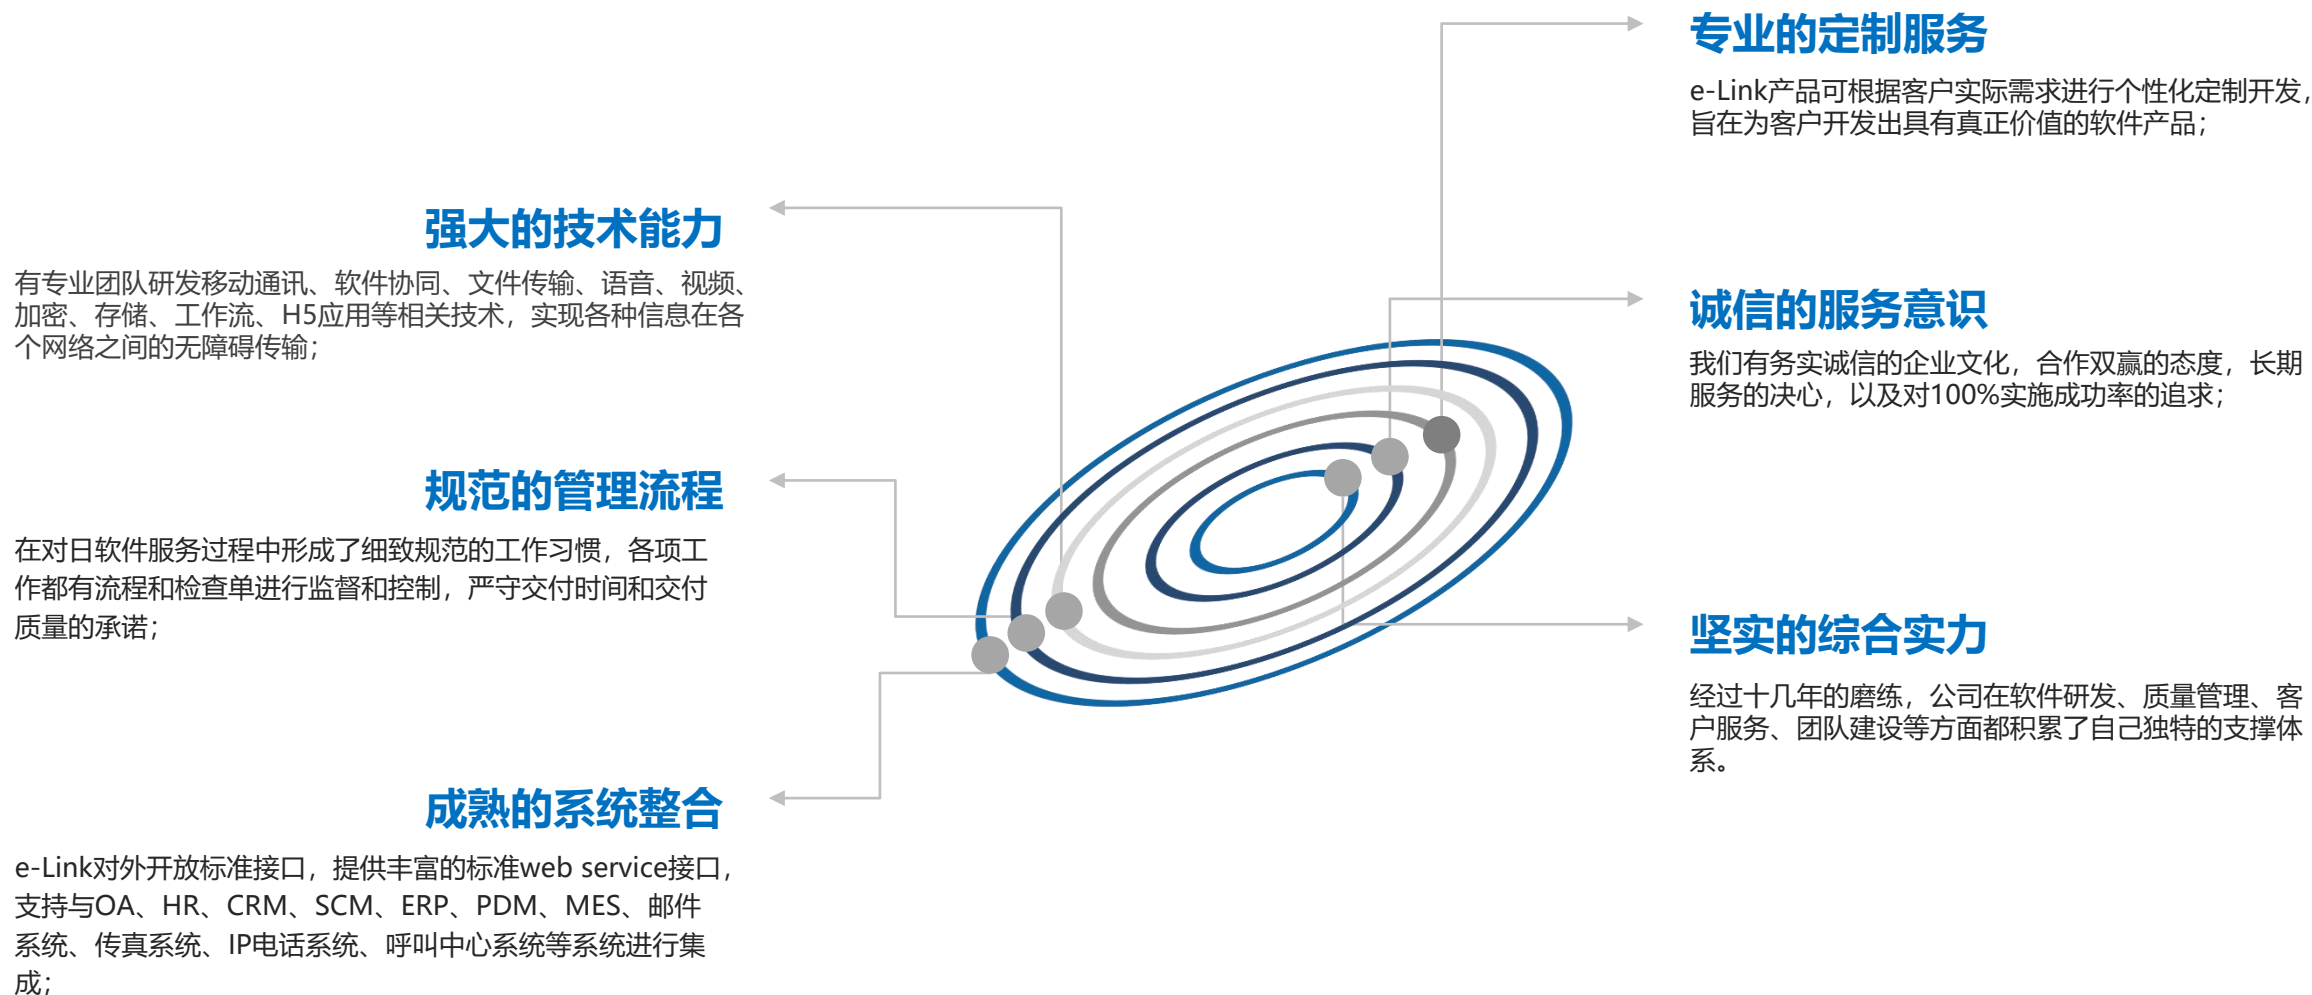 强大的技术能力
有专业团队研发移动通讯、软件协同、文件传输、语音、视频、
加密、存储、工作流、H5应用等相关技术，实现各种信息在各
个网络之间的无障碍传输；
规范的管理流程
在对日软件服务过程中形成了细致规范的工作习惯，各项工
作都有流程和检查单进行监督和控制，严守交付时间和交付
质量的承诺；
成熟的系统整合
e-Link对外开放标准接口，提供丰富的标准web service接口，
支持与OA、HR、CRM、SCM、ERP、PDM、MES、邮件
系统、传真系统、IP电话系统、呼叫中心系统等系统进行集
成；
专业的定制服务
e-Link产品可根据客户实际需求进行个性化定制开发，
旨在为客户开发出具有真正价值的软件产品；
诚信的服务意识
我们有务实诚信的企业文化，合作双赢的态度，长期
服务的决心，以及对100%实施成功率的追求；
坚实的综合实力
经过十几年的磨练，公司在软件研发、质量管理、客
户服务、团队建设等方面都积累了自己独特的支撑体
系。